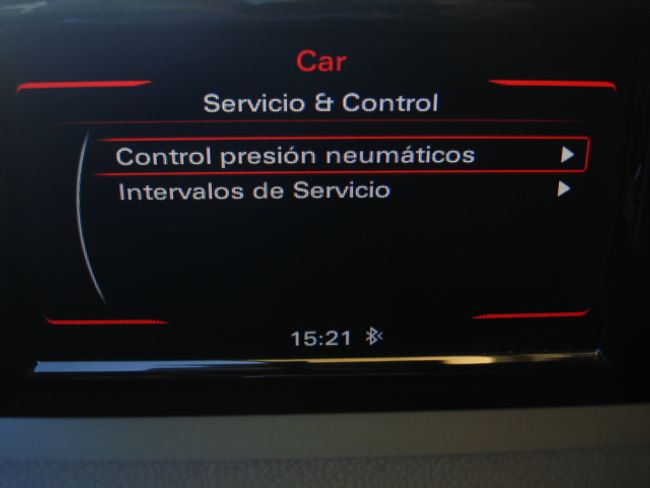 Car
Servicio & Control
Control presión neumáticos
Intervalos de Servicio
15:21